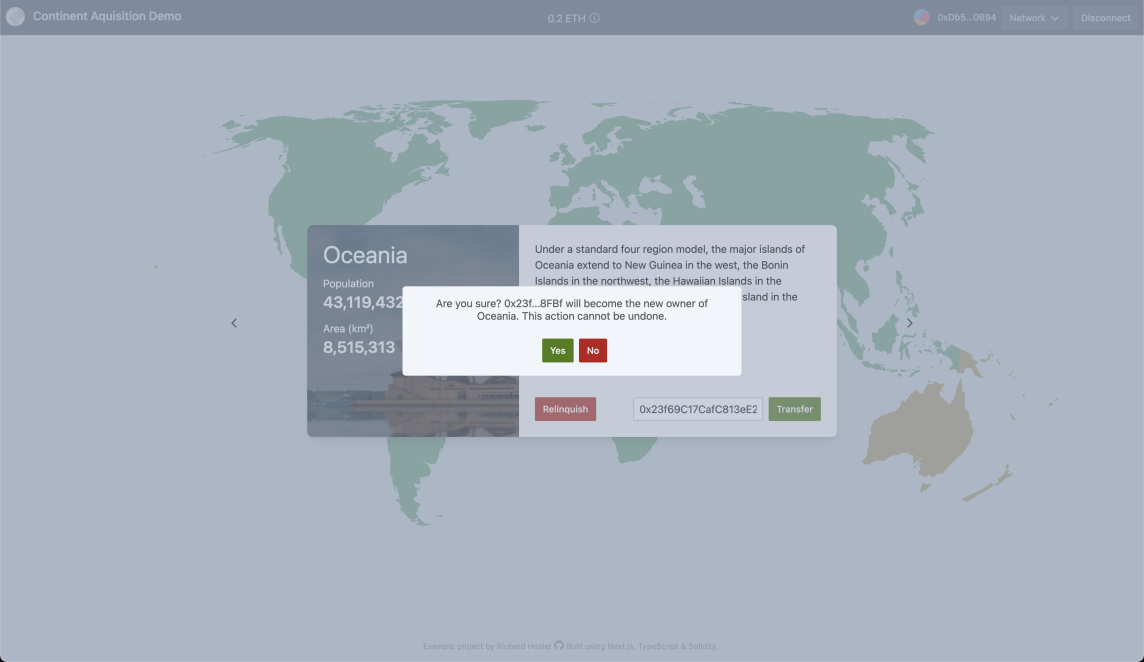 Continent Aquisition Demo
0.2 ETH
0xDb5...0B94
Network
Disconnect
Oceania
Population
43,119,432
Area (km²)
8,515,313
Under a standard four region model, the major islands of
Oceania extend to New Guinea in the west, the Bonin
Islands in the northwest, the Hawaiian Islands in the
sland in the
Are you sure? 0x23f...8FBf will become the new owner of
Oceania. This action cannot be undone.
Yes
No
Relinquish
0x23f69C17CafC813eE2
Transfer
Example project by Richard Hosler Built using Next.js, TypeScript & Solidity.